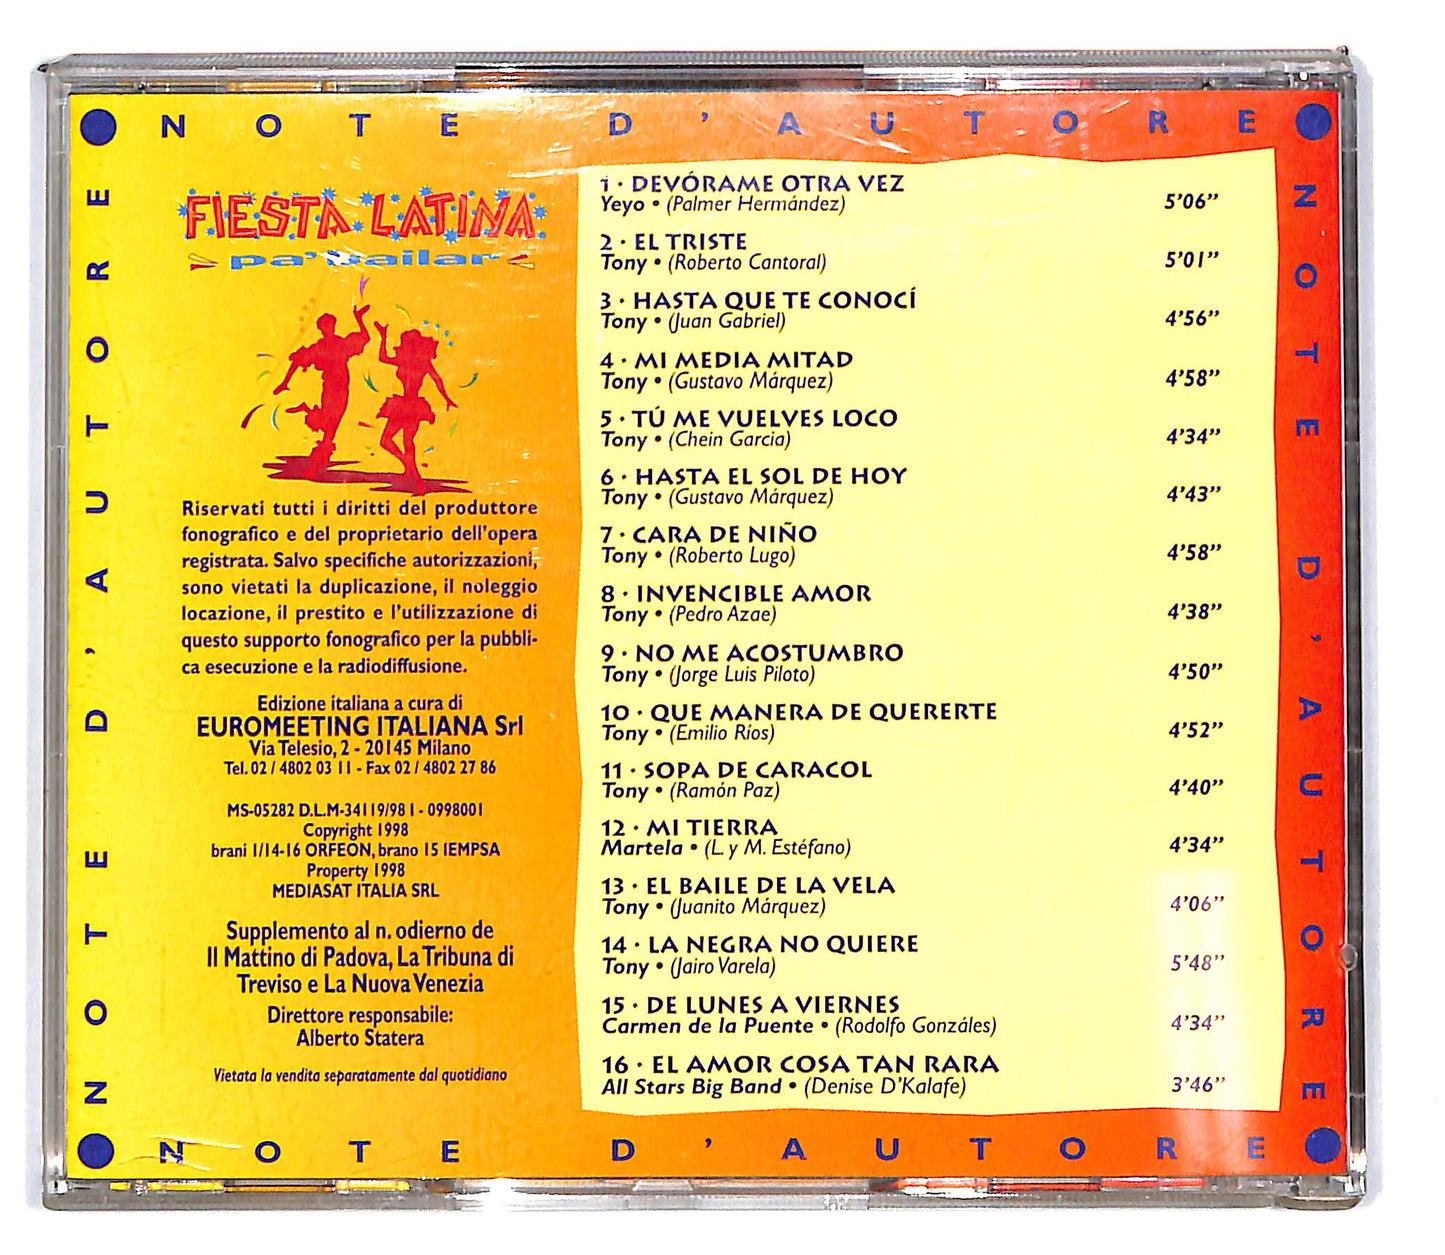 NOTE D'AUTORE
NOTE D'AUTORE
NOTE D'AUTORE
NOTE D'AUTORE
FIESTA LATINA
pa' bailar
Riservati tutti i diritti del produttore
fonografico e del proprietario dell'opera
registrata. Salvo specifiche autorizzazioni,
sono vietati la duplicazione, il noleggio
locazione, il prestito e l'utilizzazione di
questo supporto fonografico per la pubbli-
ca esecuzione e la radiodiffusione.
Edizione italiana a cura di
EUROMEETING ITALIANA Srl
Via Telesio, 2 - 20145 Milano
Tel. 02 / 4802 03 11 - Fax 02 / 4802 27 86
MS-05282 D.L.M-34119/98 I - 0998001
Copyright 1998
brani 1/14-16 ORFEON, brano 15 IEMPSA
Property 1998
MEDIASAT ITALIA SRL
Supplemento al n. odierno de
Il Mattino di Padova, La Tribuna di
Treviso e La Nuova Venezia
Direttore responsabile:
Alberto Statera
Vietata la vendita separatamente dal quotidiano
1 · DEVÓRAME OTRA VEZ
Yeyo • (Palmer Hermández) 5'06"
2 · EL TRISTE
Tony • (Roberto Cantoral) 5'01"
3 · HASTA QUE TE CONOCÍ
Tony • (Juan Gabriel) 4'56"
4 · MI MEDIA MITAD
Tony • (Gustavo Márquez) 4'58"
5 · TÚ ME VUELVES LOCO
Tony • (Chein Garcia) 4'34"
6 · HASTA EL SOL DE HOY
Tony • (Gustavo Márquez) 4'43"
7 · CARA DE NIÑO
Tony • (Roberto Lugo) 4'58"
8 · INVENCIBLE AMOR
Tony • (Pedro Azae) 4'38"
9 · NO ME ACOSTUMBRO
Tony • (Jorge Luis Piloto) 4'50"
10 · QUE MANERA DE QUERERTE
Tony • (Emilio Ríos) 4'52"
11 · SOPA DE CARACOL
Tony • (Ramón Paz) 4'40"
12 · MI TIERRA
Martela • (L. y M. Estéfano) 4'34"
13 · EL BAILE DE LA VELA
Tony • (Juanito Márquez) 4'06"
14 · LA NEGRA NO QUIERE
Tony • (Jairo Varela) 5'48"
15 · DE LUNES A VIERNES
Carmen de la Puente • (Rodolfo Gonzáles) 4'34"
16 · EL AMOR COSA TAN RARA
All Stars Big Band • (Denise D'Kalafe) 3'46"